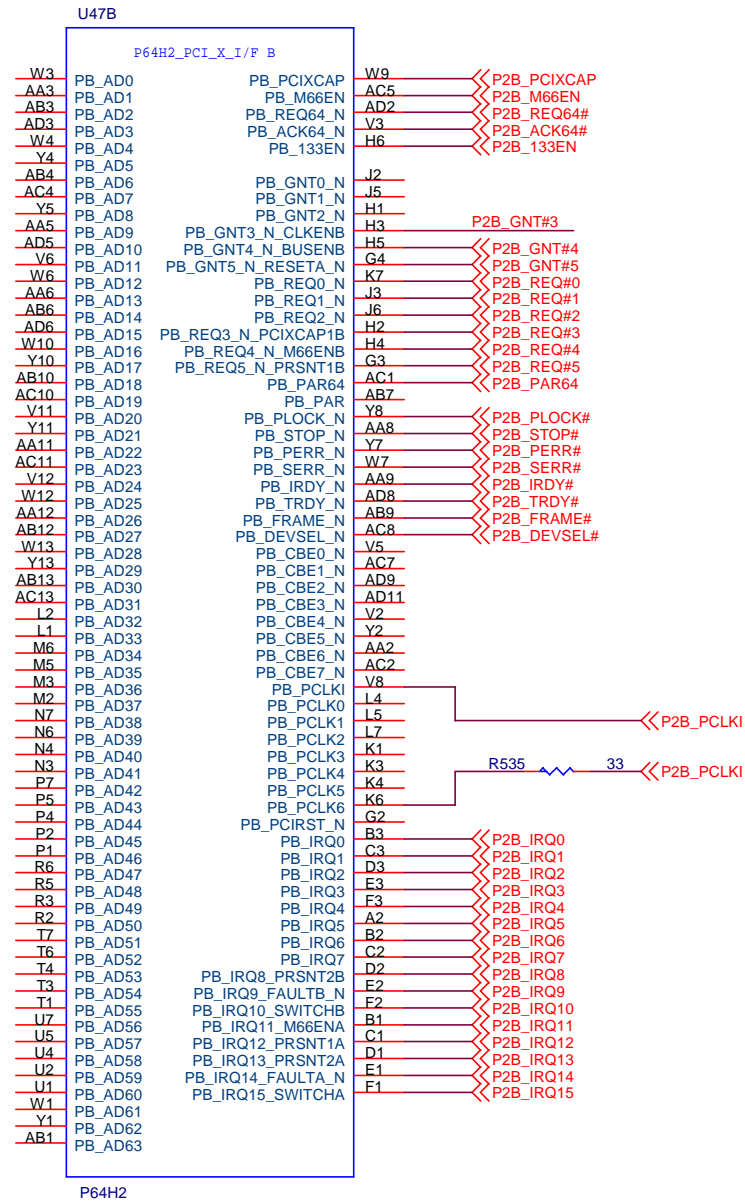 U47B
P64H2_PCI_X_I/F B
W3 PB_AD0 PB_PCIXCAP W9 P2B_PCIXCAP
AA3 PB_AD1 PB_M66EN AC5 P2B_M66EN
AB3 PB_AD2 PB_REQ64_N AD2 P2B_REQ64#
AD3 PB_AD3 PB_ACK64_N V3 P2B_ACK64#
W4 PB_AD4 PB_133EN H6 P2B_133EN
Y4 PB_AD5
AB4 PB_AD6 PB_GNT0_N J2
AC4 PB_AD7 PB_GNT1_N J5
Y5 PB_AD8 PB_GNT2_N H1
AA5 PB_AD9 PB_GNT3_N_CLKENB H3 P2B_GNT#3
AD5 PB_AD10 PB_GNT4_N_BUSENB H5 P2B_GNT#4
V6 PB_AD11 PB_GNT5_N_RESETA_N G4 P2B_GNT#5
W6 PB_AD12 PB_REQ0_N K7 P2B_REQ#0
AA6 PB_AD13 PB_REQ1_N J3 P2B_REQ#1
AB6 PB_AD14 PB_REQ2_N J6 P2B_REQ#2
AD6 PB_AD15 PB_REQ3_N_PCIXCAP1B H2 P2B_REQ#3
W10 PB_AD16 PB_REQ4_N_M66ENB H4 P2B_REQ#4
Y10 PB_AD17 PB_REQ5_N_PRSNT1B G3 P2B_REQ#5
AB10 PB_AD18 PB_PAR64 AC1 P2B_PAR64
AC10 PB_AD19 PB_PAR AB7
V11 PB_AD20 PB_PLOCK_N Y8 P2B_PLOCK#
Y11 PB_AD21 PB_STOP_N AA8 P2B_STOP#
AA11 PB_AD22 PB_PERR_N Y7 P2B_PERR#
AC11 PB_AD23 PB_SERR_N W7 P2B_SERR#
V12 PB_AD24 PB_IRDY_N AA9 P2B_IRDY#
W12 PB_AD25 PB_TRDY_N AD8 P2B_TRDY#
AA12 PB_AD26 PB_FRAME_N AB9 P2B_FRAME#
AB12 PB_AD27 PB_DEVSEL_N AC8 P2B_DEVSEL#
W13 PB_AD28 PB_CBE0_N V5
Y13 PB_AD29 PB_CBE1_N AC7
AB13 PB_AD30 PB_CBE2_N AD9
AC13 PB_AD31 PB_CBE3_N AD11
L2 PB_AD32 PB_CBE4_N V2
L1 PB_AD33 PB_CBE5_N Y2
M6 PB_AD34 PB_CBE6_N AA2
M5 PB_AD35 PB_CBE7_N AC2
M3 PB_AD36 PB_PCLKI V8 P2B_PCLKI
M2 PB_AD37 PB_PCLK0 L4
N7 PB_AD38 PB_PCLK1 L5
N6 PB_AD39 PB_PCLK2 L7
N4 PB_AD40 PB_PCLK3 K1
N3 PB_AD41 PB_PCLK4 K3
P7 PB_AD42 PB_PCLK5 K4
P5 PB_AD43 PB_PCLK6 K6 R535 33 P2B_PCLKI
P4 PB_AD44 PB_PCIRST_N G2
P2 PB_AD45 PB_IRQ0 B3 P2B_IRQ0
P1 PB_AD46 PB_IRQ1 C3 P2B_IRQ1
R6 PB_AD47 PB_IRQ2 D3 P2B_IRQ2
R5 PB_AD48 PB_IRQ3 E3 P2B_IRQ3
R3 PB_AD49 PB_IRQ4 F3 P2B_IRQ4
R2 PB_AD50 PB_IRQ5 A2 P2B_IRQ5
T7 PB_AD51 PB_IRQ6 B2 P2B_IRQ6
T6 PB_AD52 PB_IRQ7 C2 P2B_IRQ7
T4 PB_AD53 PB_IRQ8_PRSNT2B D2 P2B_IRQ8
T3 PB_AD54 PB_IRQ9_FAULTB_N E2 P2B_IRQ9
T1 PB_AD55 PB_IRQ10_SWITCHB F2 P2B_IRQ10
U7 PB_AD56 PB_IRQ11_M66ENA B1 P2B_IRQ11
U5 PB_AD57 PB_IRQ12_PRSNT1A C1 P2B_IRQ12
U4 PB_AD58 PB_IRQ13_PRSNT2A D1 P2B_IRQ13
U2 PB_AD59 PB_IRQ14_FAULTA_N E1 P2B_IRQ14
U1 PB_AD60 PB_IRQ15_SWITCHA F1 P2B_IRQ15
W1 PB_AD61
Y1 PB_AD62
AB1 PB_AD63
P64H2